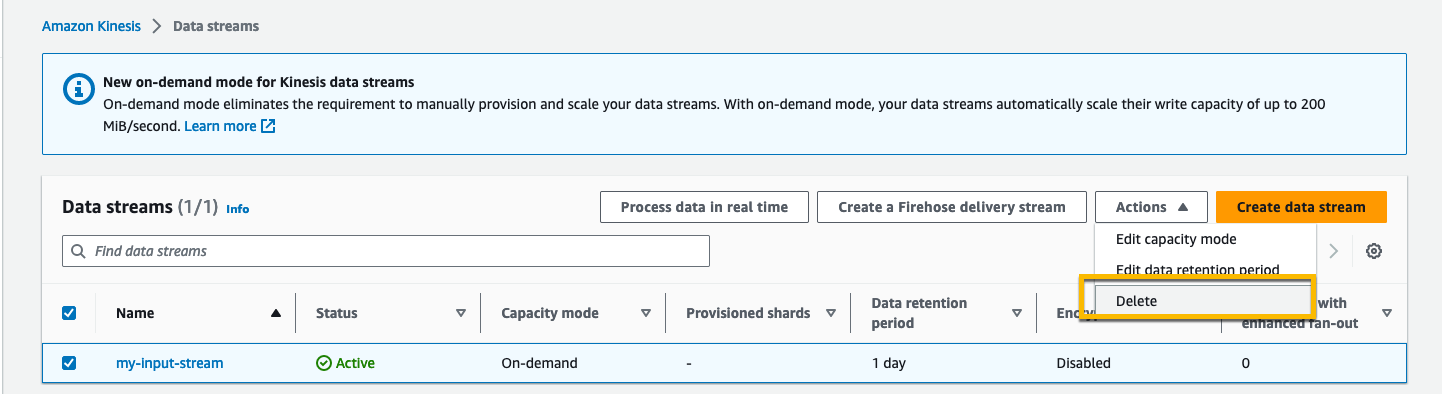 Amazon Kinesis > Data streams
New on-demand mode for Kinesis data streams
On-demand mode eliminates the requirement to manually provision and scale your data streams. With on-demand mode, your data streams automatically scale their write capacity of up to 200
MiB/second. Learn more
Data streams (1/1) Info
Process data in real time
Create a Firehose delivery stream
Actions
Create data stream
Find data streams
Edit capacity mode
Edit data retention period
Delete
Name
Status
Capacity mode
Provisioned shards
Data retention
period
with
enhanced fan-out
my-input-stream
Active
On-demand
-
1 day
Disabled
0